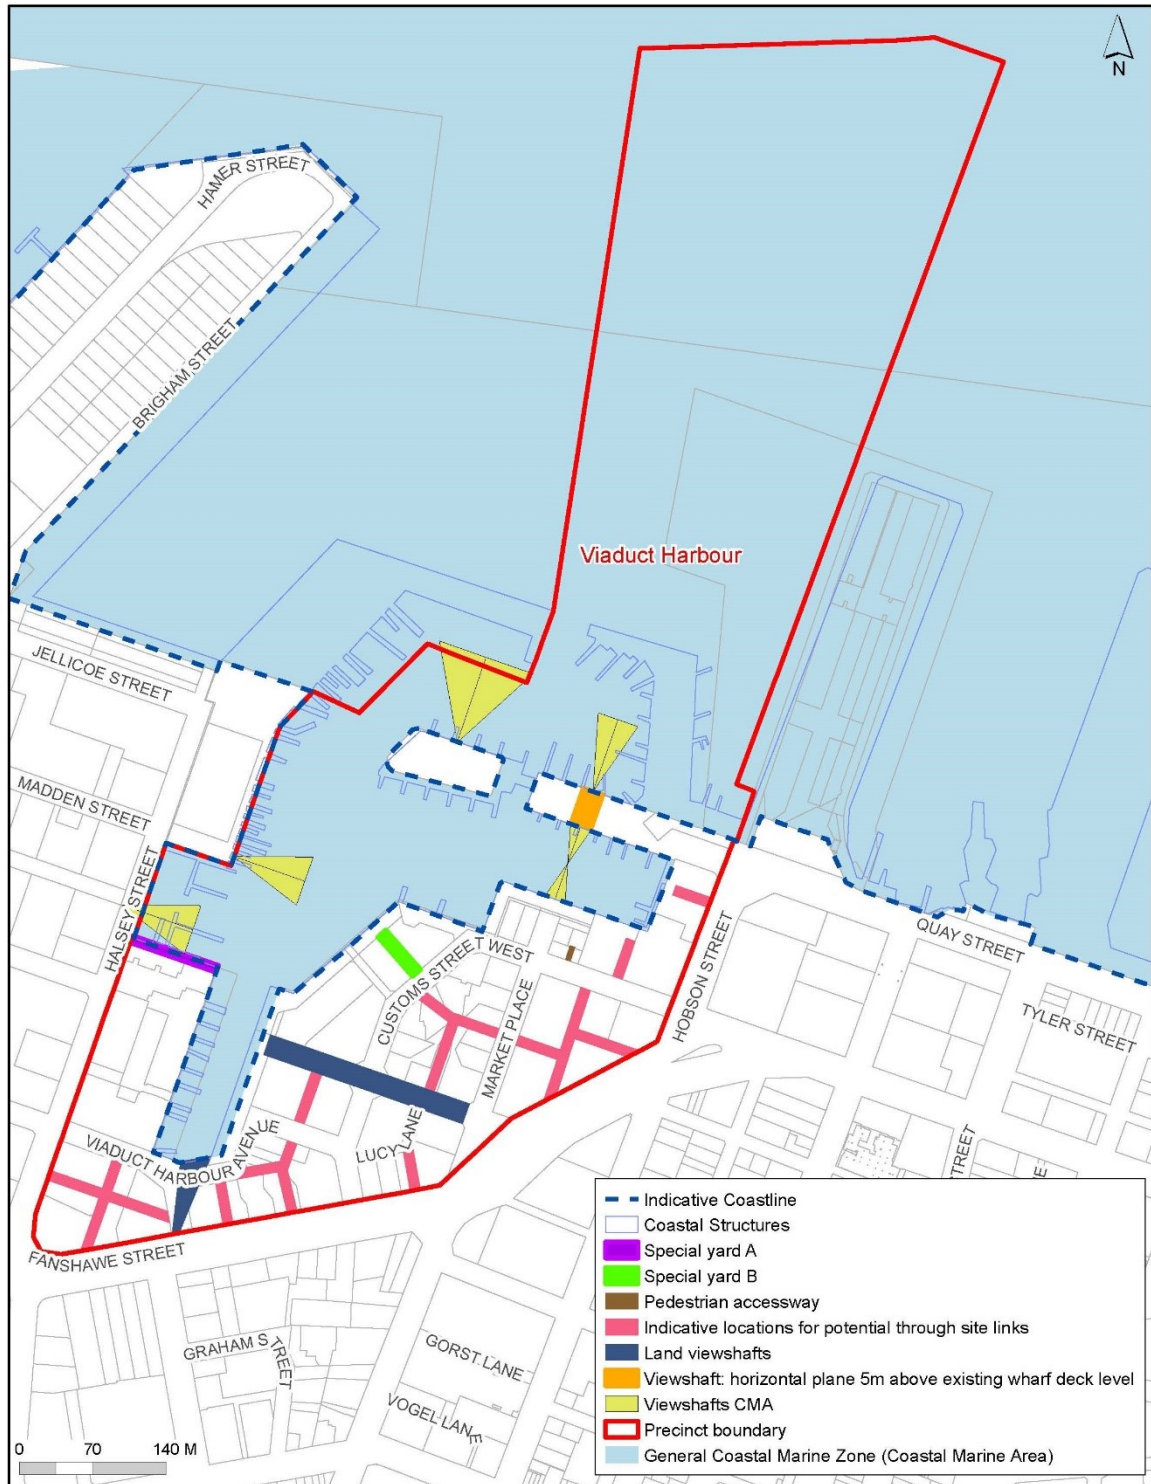 N
HAMER STREET
BRIGHAM STREET
Viaduct Harbour
JELLICOE STREET
MADDEN STREET
HALSEY STREET
QUAY STREET
CUSTOMS STREET WEST
HOBSON STREET
TYLER STREET
MARKET PLACE
VIADUCT HARBOUR AVENUE
LUCY LANE
STREET
NE
FANSHAWE STREET
GRAHAM STREET
GORST LANE
VOGEL LANE
Indicative Coastline
Coastal Structures
Special yard A
Special yard B
Pedestrian accessway
Indicative locations for potential through site links
Land viewshafts
Viewshaft: horizontal plane 5m above existing wharf deck level
Viewshafts CMA
Precinct boundary
General Coastal Marine Zone (Coastal Marine Area)
0 70 140 M